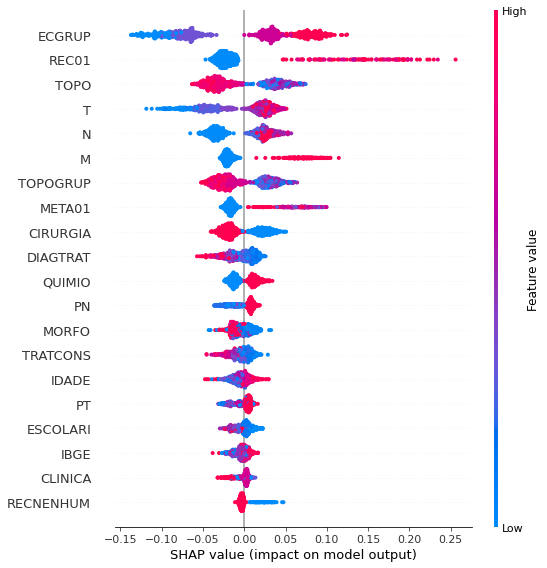 High
ECGRUP
REC01
TOPO
T
N
M
TOPOGRUP
META01
CIRURGIA
DIAGTRAT
QUIMIO
PN
MORFO
TRATCONS
IDADE
PT
ESCOLARI
IBGE
CLINICA
RECNENHUM
Feature value
Low
−0.15 −0.10 −0.05 0.00 0.05 0.10 0.15 0.20 0.25
SHAP value (impact on model output)